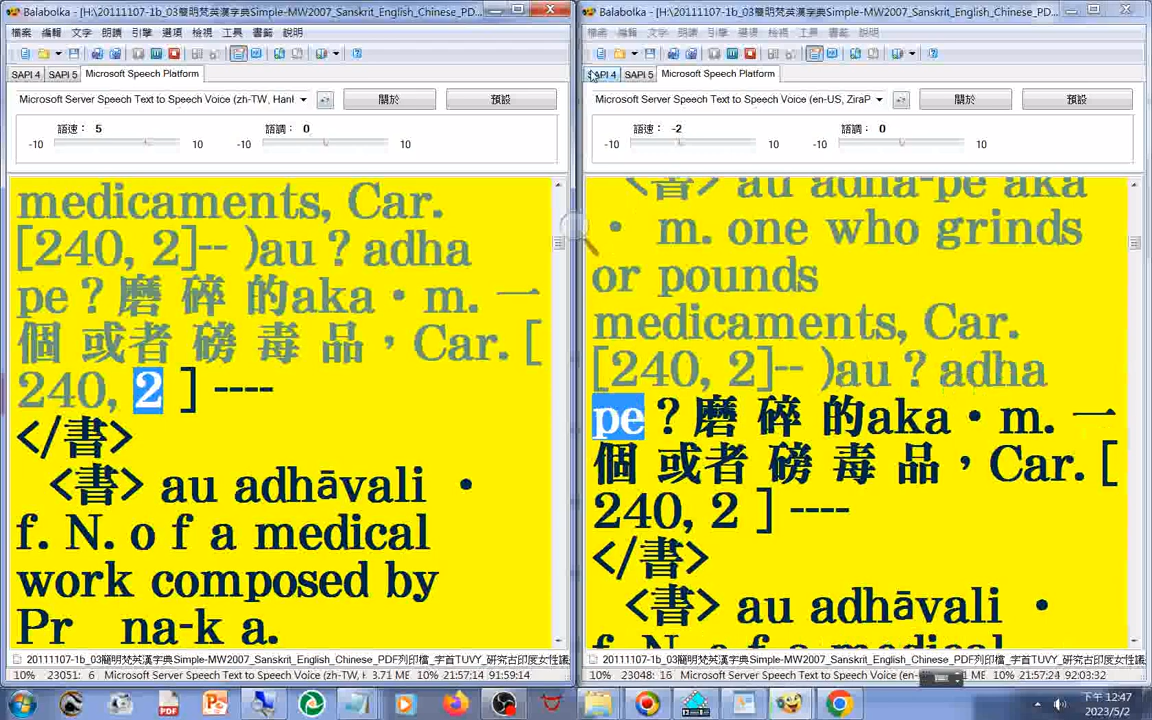 Balabolka - [H:\20111107-1b_03簡明梵英漢字典Simple-MW2007_Sanskrit_English_Chinese_PD...
檔案 編輯 文字 朗讀 引擎 選項 檢視 工具 書籤 說明
SAPI 4 SAPI 5 Microsoft Speech Platform
Microsoft Server Speech Text to Speech Voice (zh-TW, HanH
關於 預設
語速： 5 語調： 0
-10 10 -10 10
medicaments, Car.
[240, 2]-- )au ? adha
pe ? 磨 碎 的aka • m. 一
個 或者 磅 毒 品，Car. [
240, 2 ] ----
</書>
<書> au adhāvali •
f. N. o f a medical
work composed by
Pr na-k a.
20111107-1b_03簡明梵英漢字典Simple-MW2007_Sanskrit_English_Chinese_PDF列印檔_字首TUVY_研究古印度女性議
10% 23051: 6 Microsoft Server Speech Text to Speech Voice (zh-TW, H 3.71 ME 10% 21:57:14 91:59:14
Balabolka - [H:\20111107-1b_03簡明梵英漢字典Simple-MW2007_Sanskrit_English_Chinese_PD...
檔案 編輯 文字 朗讀 引擎 選項 檢視 工具 書籤 說明
SAPI 4 SAPI 5 Microsoft Speech Platform
Microsoft Server Speech Text to Speech Voice (en-US, ZiraP
關於 預設
語速： -2 語調： 0
-10 10 -10 10
<書> au adha-pe aka
• m. one who grinds
or pounds
medicaments, Car.
[240, 2]-- )au ? adha
pe ? 磨 碎 的aka • m. 一
個 或者 磅 毒 品，Car. [
240, 2 ] ----
</書>
<書> au adhāvali •
f. N. o f a medical
20111107-1b_03簡明梵英漢字典Simple-MW2007_Sanskrit_English_Chinese_PDF列印檔_字首TUVY_研究古印度女性議
10% 23048: 16 Microsoft Server Speech Text to Speech Voice (en-U ME 10% 21:57:24 92:03:32
下午 12:47
2023/5/2